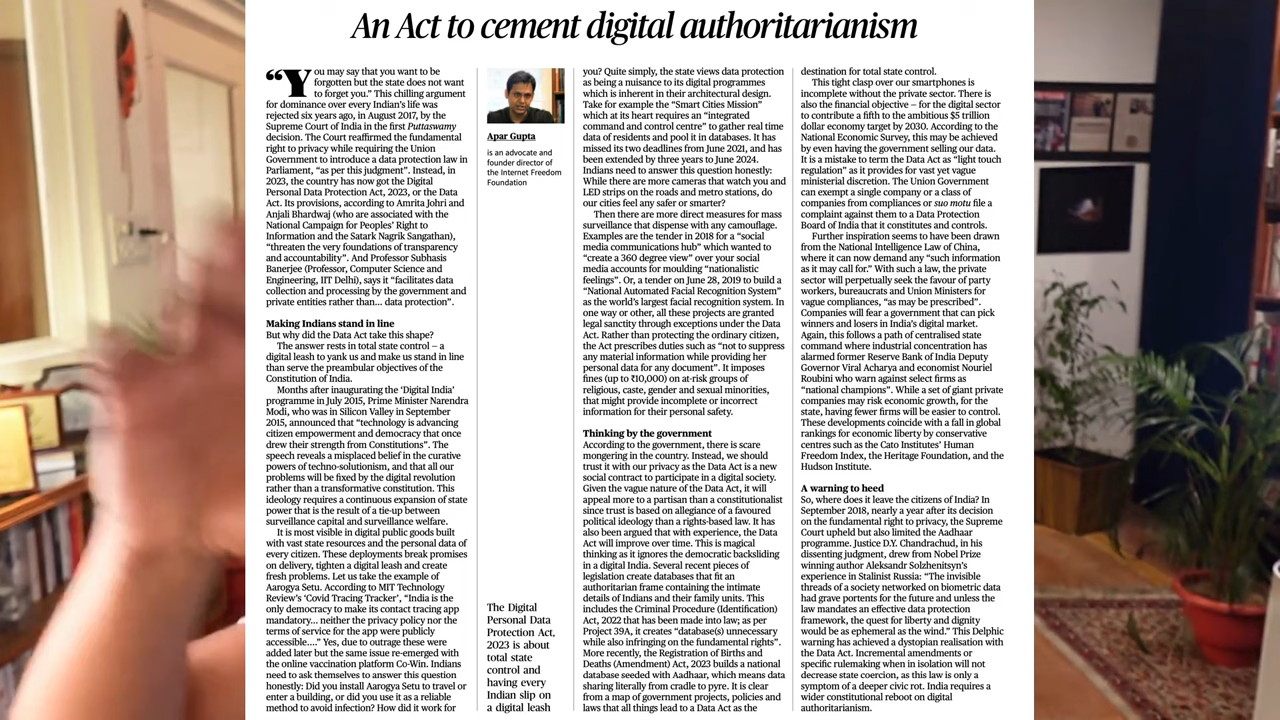 An Act to cement digital authoritarianism
“You may say that you want to be
forgotten but the state does not want
to forget you.” This chilling argument
for dominance over every Indian’s life was
rejected six years ago, in August 2017, by the
Supreme Court of India in the first Puttaswamy
decision. The Court reaffirmed the fundamental
right to privacy while requiring the Union
Government to introduce a data protection law in
Parliament, “as per this judgment”. Instead, in
2023, the country has now got the Digital
Personal Data Protection Act, 2023, or the Data
Act. Its provisions, according to Amrita Johri and
Anjali Bhardwaj (who are associated with the
National Campaign for Peoples’ Right to
Information and the Satark Nagrik Sangathan),
“threaten the very foundations of transparency
and accountability”. And Professor Subhasis
Banerjee (Professor, Computer Science and
Engineering, IIT Delhi), says it “facilitates data
collection and processing by the government and
private entities rather than... data protection”.
Making Indians stand in line
But why did the Data Act take this shape?
The answer rests in total state control — a
digital leash to yank us and make us stand in line
than serve the preambular objectives of the
Constitution of India.
Months after inaugurating the ‘Digital India’
programme in July 2015, Prime Minister Narendra
Modi, who was in Silicon Valley in September
2015, announced that “technology is advancing
citizen empowerment and democracy that once
drew their strength from Constitutions”. The
speech reveals a misplaced belief in the curative
powers of techno-solutionism, and that all our
problems will be fixed by the digital revolution
rather than a transformative constitution. This
ideology requires a continuous expansion of state
power that is the result of a tie-up between
surveillance capital and surveillance welfare.
It is most visible in digital public goods built
with vast state resources and the personal data of
every citizen. These deployments break promises
on delivery, tighten a digital leash and create
fresh problems. Let us take the example of
Aarogya Setu. According to MIT Technology
Review’s ‘Covid Tracing Tracker’, “India is the
only democracy to make its contact tracing app
mandatory... neither the privacy policy nor the
terms of service for the app were publicly
accessible....” Yes, due to outrage these were
added later but the same issue re-emerged with
the online vaccination platform Co-Win. Indians
need to ask themselves to answer this question
honestly: Did you install Aarogya Setu to travel or
enter a building, or did you use it as a reliable
method to avoid infection? How did it work for
Apar Gupta
is an advocate and
founder director of
the Internet Freedom
Foundation
The Digital
Personal Data
Protection Act,
2023 is about
total state
control and
having every
Indian slip on
a digital leash
you? Quite simply, the state views data protection
as being a nuisance to its digital programmes
which is inherent in their architectural design.
Take for example the “Smart Cities Mission”
which at its heart requires an “integrated
command and control centre” to gather real time
data of residents and pool it in databases. It has
missed its two deadlines from June 2021, and has
been extended by three years to June 2024.
Indians need to answer this question honestly:
While there are more cameras that watch you and
LED strips on the roads and metro stations, do
our cities feel any safer or smarter?
Then there are more direct measures for mass
surveillance that dispense with any camouflage.
Examples are the tender in 2018 for a “social
media communications hub” which wanted to
“create a 360 degree view” over your social
media accounts for moulding “nationalistic
feelings”. Or, a tender on June 28, 2019 to build a
“National Automated Facial Recognition System”
as the world’s largest facial recognition system. In
one way or other, all these projects are granted
legal sanctity through exceptions under the Data
Act. Rather than protecting the ordinary citizen,
the Act prescribes duties such as “not to suppress
any material information while providing her
personal data for any document”. It imposes
fines (up to ₹10,000) on at-risk groups of
religious, caste, gender and sexual minorities,
that might provide incomplete or incorrect
information for their personal safety.
Thinking by the government
According to the government, there is scare
mongering in the country. Instead, we should
trust it with our privacy as the Data Act is a new
social contract to participate in a digital society.
Given the vague nature of the Data Act, it will
appeal more to a partisan than a constitutionalist
since trust is based on allegiance of a favoured
political ideology than a rights-based law. It has
also been argued that with experience, the Data
Act will improve over time. This is magical
thinking as it ignores the democratic backsliding
in a digital India. Several recent pieces of
legislation create databases that fit an
authoritarian frame containing the intimate
details of Indians and their family units. This
includes the Criminal Procedure (Identification)
Act, 2022 that has been made into law; as per
Project 39A, it creates “database(s) unnecessary
while also infringing on the fundamental rights”.
More recently, the Registration of Births and
Deaths (Amendment) Act, 2023 builds a national
database seeded with Aadhaar, which means data
sharing literally from cradle to pyre. It is clear
from a map of government projects, policies and
laws that all things lead to a Data Act as the
destination for total state control.
This tight clasp over our smartphones is
incomplete without the private sector. There is
also the financial objective — for the digital sector
to contribute a fifth to the ambitious $5 trillion
dollar economy target by 2030. According to the
National Economic Survey, this may be achieved
by even having the government selling our data.
It is a mistake to term the Data Act as “light touch
regulation” as it provides for vast yet vague
ministerial discretion. The Union Government
can exempt a single company or a class of
companies from compliances or suo motu file a
complaint against them to a Data Protection
Board of India that it constitutes and controls.
Further inspiration seems to have been drawn
from the National Intelligence Law of China,
where it can now demand any “such information
as it may call for.” With such a law, the private
sector will perpetually seek the favour of party
workers, bureaucrats and Union Ministers for
vague compliances, “as may be prescribed”.
Companies will fear a government that can pick
winners and losers in India’s digital market.
Again, this follows a path of centralised state
command where industrial concentration has
alarmed former Reserve Bank of India Deputy
Governor Viral Acharya and economist Nouriel
Roubini who warn against select firms as
“national champions”. While a set of giant private
companies may risk economic growth, for the
state, having fewer firms will be easier to control.
These developments coincide with a fall in global
rankings for economic liberty by conservative
centres such as the Cato Institutes’ Human
Freedom Index, the Heritage Foundation, and the
Hudson Institute.
A warning to heed
So, where does it leave the citizens of India? In
September 2018, nearly a year after its decision
on the fundamental right to privacy, the Supreme
Court upheld but also limited the Aadhaar
programme. Justice D.Y. Chandrachud, in his
dissenting judgment, drew from Nobel Prize
winning author Aleksandr Solzhenitsyn’s
experience in Stalinist Russia: “The invisible
threads of a society networked on biometric data
had grave portents for the future and unless the
law mandates an effective data protection
framework, the quest for liberty and dignity
would be as ephemeral as the wind.” This Delphic
warning has achieved a dystopian realisation with
the Data Act. Incremental amendments or
specific rulemaking when in isolation will not
decrease state coercion, as this law is only a
symptom of a deeper civic rot. India requires a
wider constitutional reboot on digital
authoritarianism.